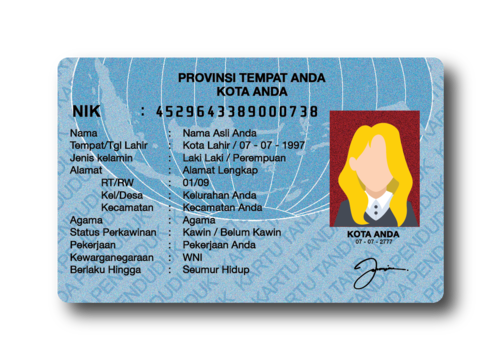 PROVINSI TEMPAT ANDA
KOTA ANDA
NIK : 4529643389000738
Nama : Nama Asli Anda
Tempat/Tgl Lahir : Kota Lahir / 07 - 07 - 1997
Jenis kelamin : Laki Laki / Perempuan
Alamat : Alamat Lengkap
RT/RW : 01/09
Kel/Desa : Kelurahan Anda
Kecamatan : Kecamatan Anda
Agama : Agama
Status Perkawinan : Kawin / Belum Kawin
Pekerjaan : Pekerjaan Anda
Kewarganegaraan : WNI
Berlaku Hingga : Seumur Hidup
KOTA ANDA
07 - 07 - 2777